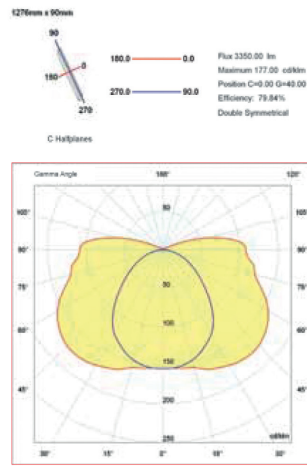 1276mm x 90mm
90
0
180
270
180.0 0.0
270.0 90.0
C Halfplanes
Flux 3350.00 lm
Maximum 177.00 cd/klm
Position C=0.00 G=40.00
Efficiency: 79.84%
Double Symmetrical
Gamma Angle 180° 120°
105° 105°
90° 90°
75° 75°
60° 60°
45° 45°
50
50
100
150
200
250
cd/klm
30° 15° 0° 15° 30°